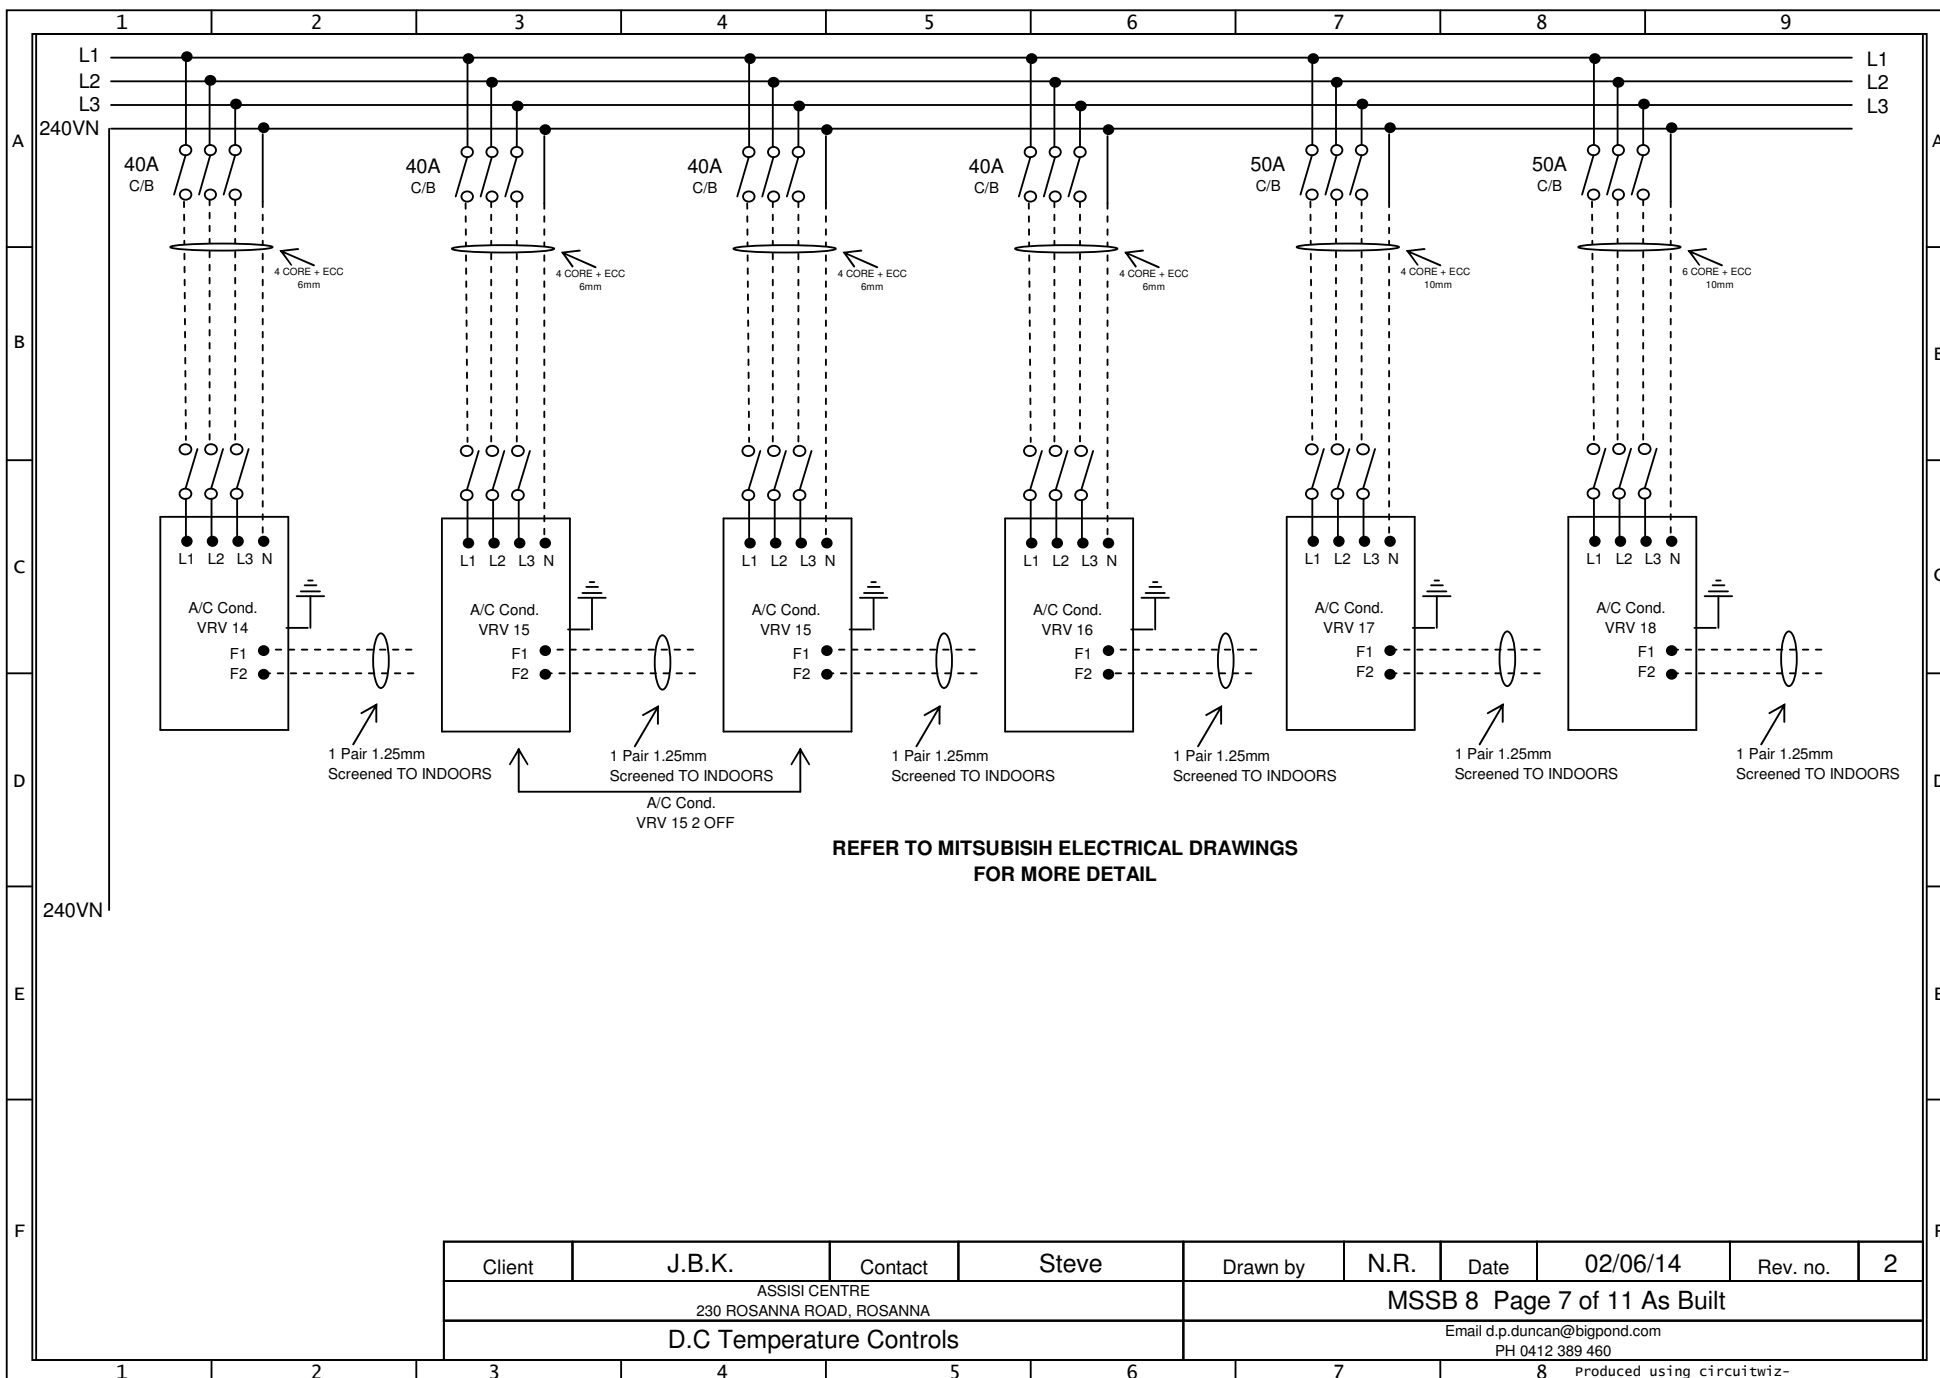 1 2 3 4 5 6 7 8 9
L1 L1
L2 L2
L3 L3
240VN
A A
40A 40A 40A 40A 50A 50A
C/B C/B C/B C/B C/B C/B
4 CORE + ECC 4 CORE + ECC 4 CORE + ECC 4 CORE + ECC 4 CORE + ECC 6 CORE + ECC
6mm 6mm 6mm 6mm 10mm 10mm
B
L1 L2 L3 N L1 L2 L3 N L1 L2 L3 N L1 L2 L3 N L1 L2 L3 N L1 L2 L3 N
C
A/C Cond. A/C Cond. A/C Cond. A/C Cond. A/C Cond. A/C Cond.
VRV 14 VRV 15 VRV 15 VRV 16 VRV 17 VRV 18
F1 F1 F1 F1 F1 F1
F2 F2 F2 F2 F2 F2
1 Pair 1.25mm 1 Pair 1.25mm 1 Pair 1.25mm 1 Pair 1.25mm 1 Pair 1.25mm 1 Pair 1.25mm
Screened TO INDOORS Screened TO INDOORS Screened TO INDOORS Screened TO INDOORS Screened TO INDOORS Screened TO INDOORS
D
A/C Cond.
VRV 15 2 OFF
REFER TO MITSUBISIH ELECTRICAL DRAWINGS
FOR MORE DETAIL
240VN
E
F
Client J.B.K. Contact Steve Drawn by N.R. Date 02/06/14 Rev. no. 2
ASSISI CENTRE
230 ROSANNA ROAD, ROSANNA
MSSB 8 Page 7 of 11 As Built
D.C Temperature Controls
Email d.p.duncan@bigpond.com
PH 0412 389 460
1 2 3 4 5 6 7 8
Produced using circuitwiz-